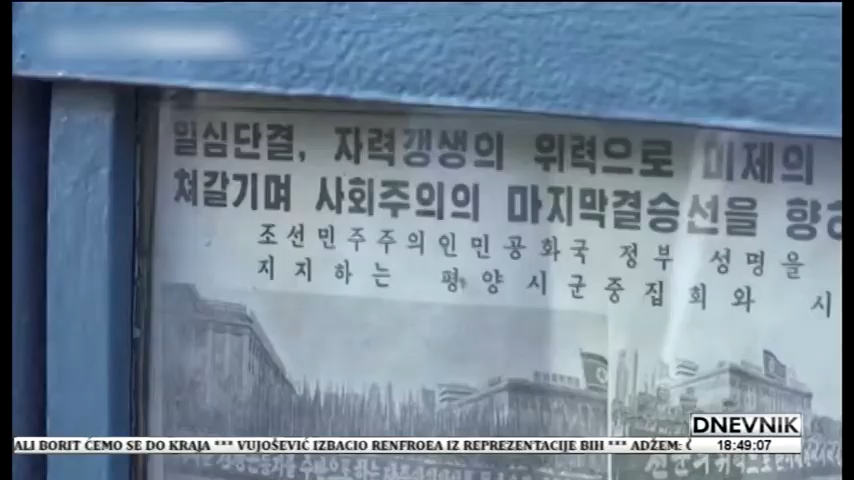 일심단결, 자력갱생의 위력으로 미제의
쳐갈기며 사회주의의 마지막결승선을 향하
조선민주주의인민공화국 정부 성명을
지지하는 평양시군중집회와 시
DNEVNIK
ALI BORIT ĆEMO SE DO KRAJA *** VUJOŠEVIĆ IZBACIO RENFROEA IZ REPREZENTACIJE BIH *** ADŽEM:
18:49:07